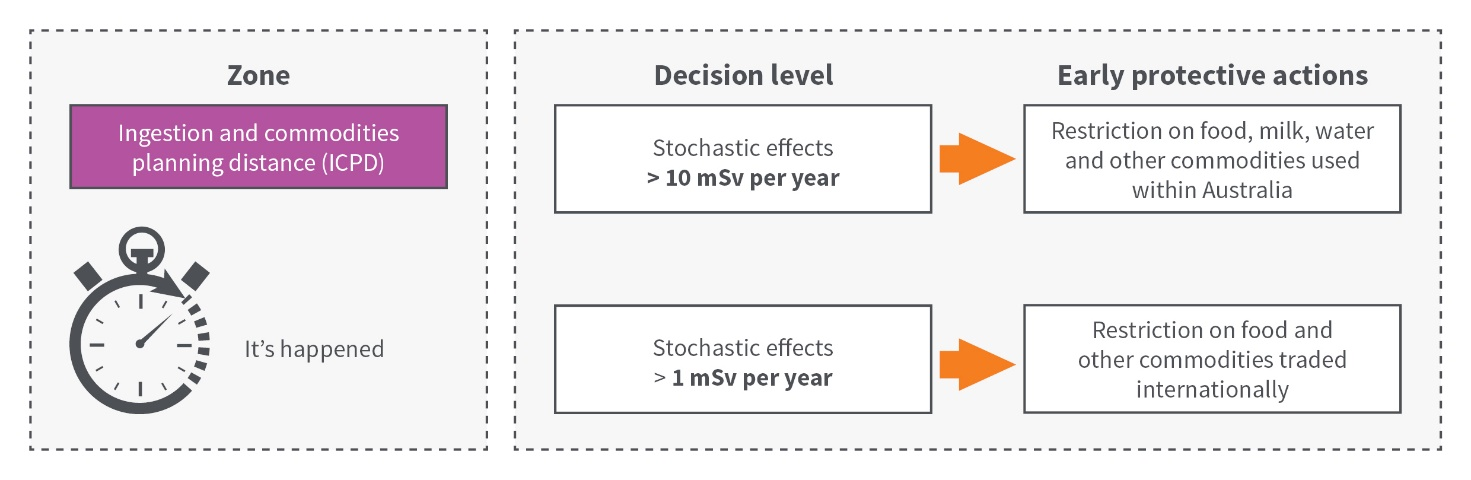 Zone
Ingestion and commodities
planning distance (ICPD)
It’s happened
Decision level
Early protective actions
Stochastic effects
> 10 mSv per year
Restriction on food, milk, water
and other commodities used
within Australia
Stochastic effects
> 1 mSv per year
Restriction on food and
other commodities traded
internationally